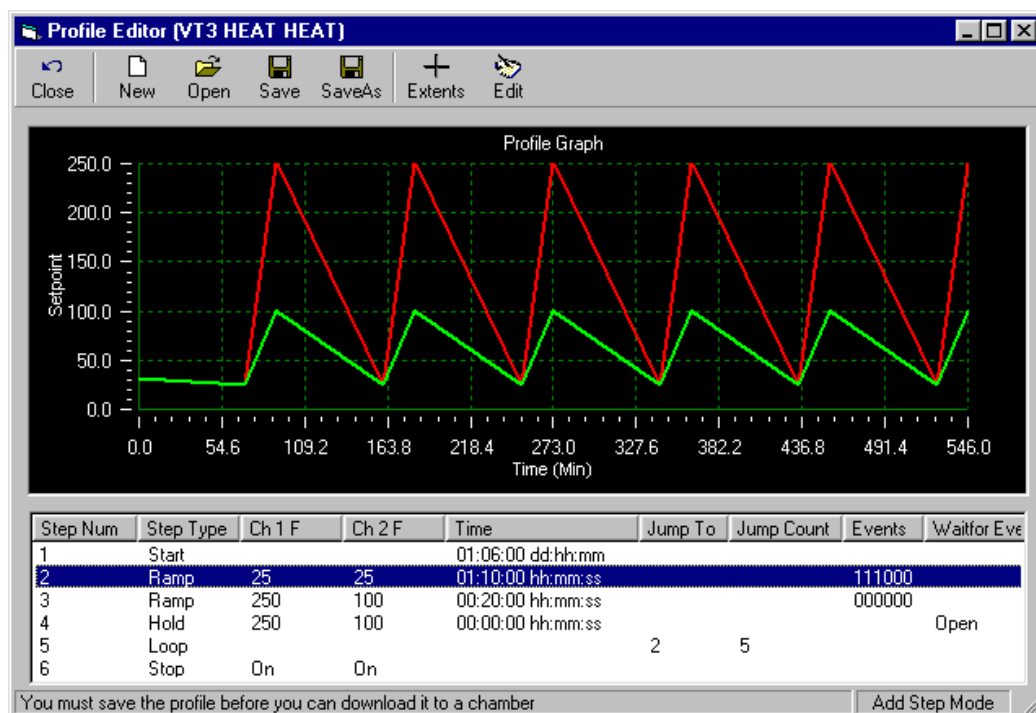 Profile Editor (VT3 HEAT HEAT)
Close New Open Save SaveAs Extents Edit
Profile Graph
250.0
200.0
150.0
100.0
50.0
0.0
Setpoint
0.0 54.6 109.2 163.8 218.4 273.0 327.6 382.2 436.8 491.4 546.0
Time (Min)
Step Num Step Type Ch 1 F Ch 2 F Time Jump To Jump Count Events Waitfor Eve
1 Start 01:06:00 dd:hh:mm
2 Ramp 25 25 01:10:00 hh:mm:ss 111000
3 Ramp 250 100 00:20:00 hh:mm:ss 000000
4 Hold 250 100 00:00:00 hh:mm:ss Open
5 Loop 2 5
6 Stop On On
You must save the profile before you can download it to a chamber Add Step Mode